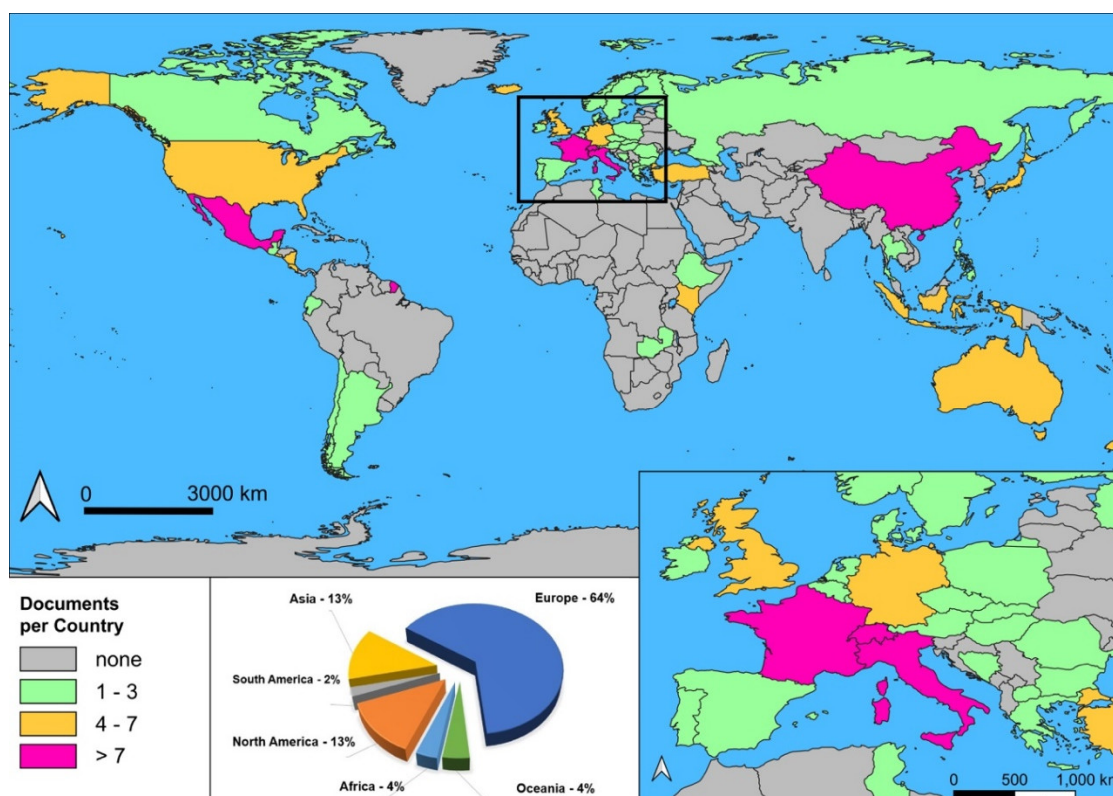 0 3000 km
Documents
per Country
none
1 - 3
4 - 7
> 7
Asia - 13%
Europe - 64%
South America - 2%
North America - 13%
Africa - 4%
Oceania - 4%
0 500 1,000 km